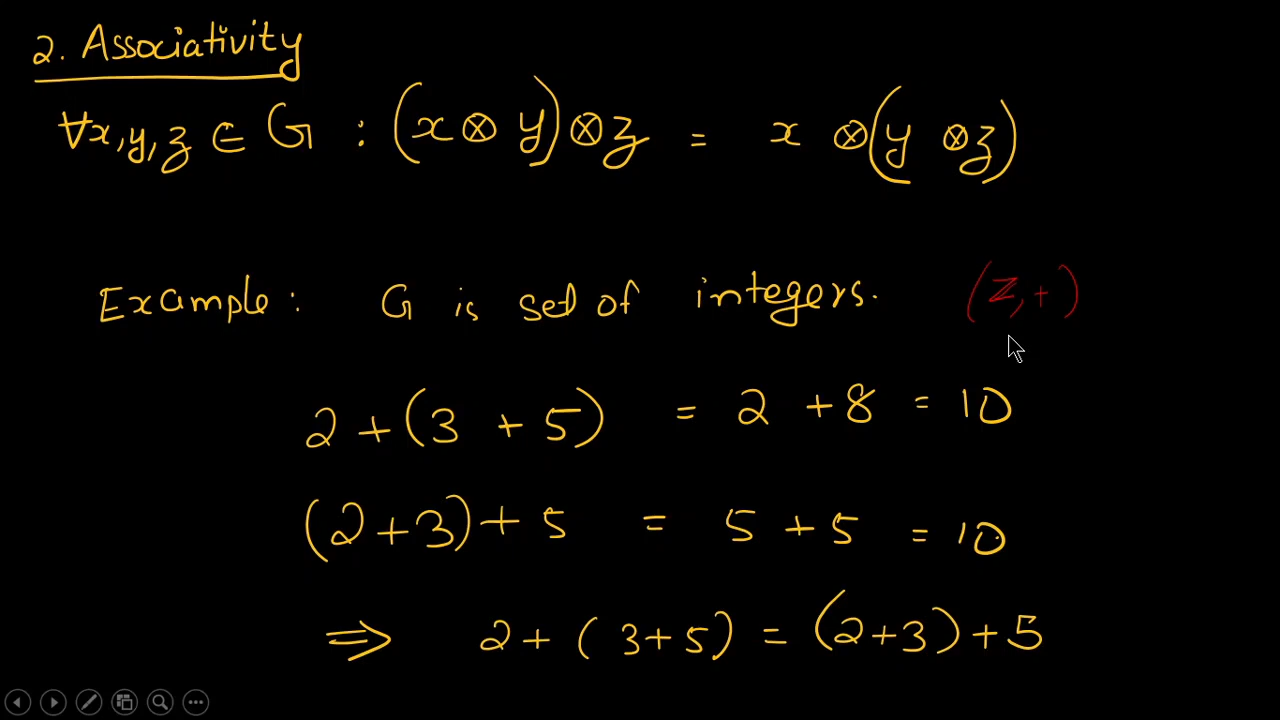 2. Associativity
∀x,y,z ∈ G : (x ⊗ y) ⊗ z = x ⊗ (y ⊗ z)
Example : G is set of integers. (Z, +)
2 + (3 + 5) = 2 + 8 = 10
(2 + 3) + 5 = 5 + 5 = 10
⇒ 2 + (3 + 5) = (2 + 3) + 5